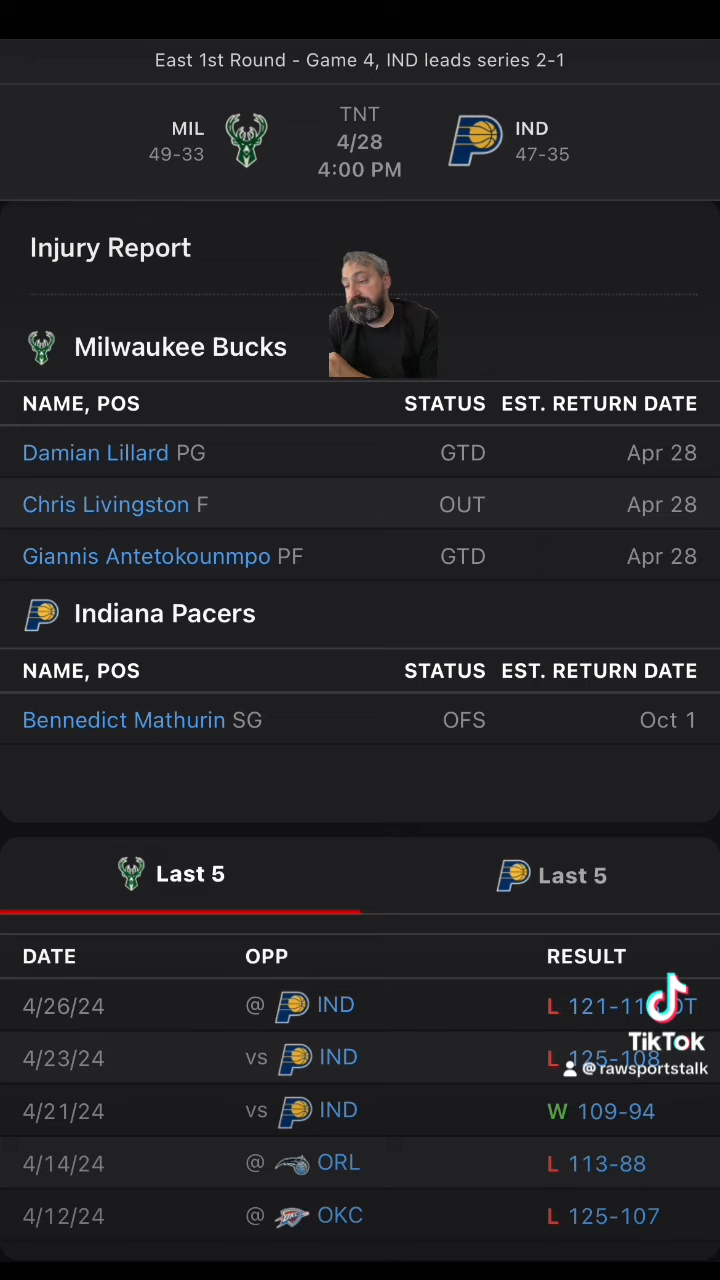 East 1st Round - Game 4, IND leads series 2-1
MIL TNT IND
49-33 4/28 47-35
4:00 PM
Injury Report
Milwaukee Bucks
NAME, POS STATUS EST. RETURN DATE
Damian Lillard PG GTD Apr 28
Chris Livingston F OUT Apr 28
Giannis Antetokounmpo PF GTD Apr 28
Indiana Pacers
NAME, POS STATUS EST. RETURN DATE
Bennedict Mathurin SG OFS Oct 1
Last 5 Last 5
DATE OPP RESULT
4/26/24 @ IND L
TikTok
4/23/24 vs IND L 125-108
@rawsportstalk
4/21/24 vs IND W 109-94
4/14/24 @ ORL L 113-88
4/12/24 @ OKC L 125-107